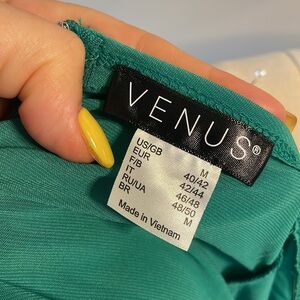 VENUS®
US/GB M
EUR 40/42
F/B 42/44
IT 46/48
RU/UA 48/50
BR M
Made in Vietnam